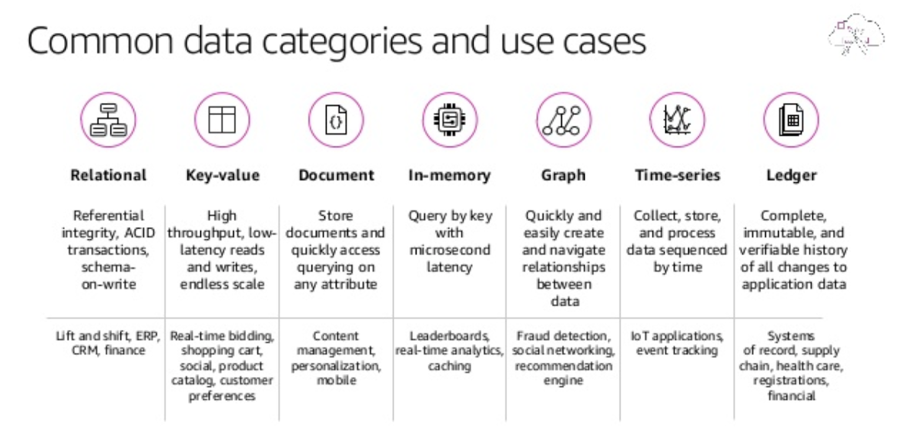 Common data categories and use cases
Relational
Key-value
Document
In-memory
Graph
Time-series
Ledger
Referential
integrity, ACID
transactions,
schema-
on-write
High
throughput, low-
latency reads
and writes,
endless scale
Store
documents and
quickly access
querying on
any attribute
Query by key
with
microsecond
latency
Quickly and
easily create
and navigate
relationships
between
data
Collect, store,
and process
data sequenced
by time
Complete,
immutable, and
verifiable history
of all changes to
application data
Lift and shift, ERP,
CRM, finance
Real-time bidding,
shopping cart,
social, product
catalog, customer
preferences
Content
management,
personalization,
mobile
Leaderboards,
real-time analytics,
caching
Fraud detection,
social networking,
recommendation
engine
IoT applications,
event tracking
Systems
of record, supply
chain, health care,
registrations,
financial